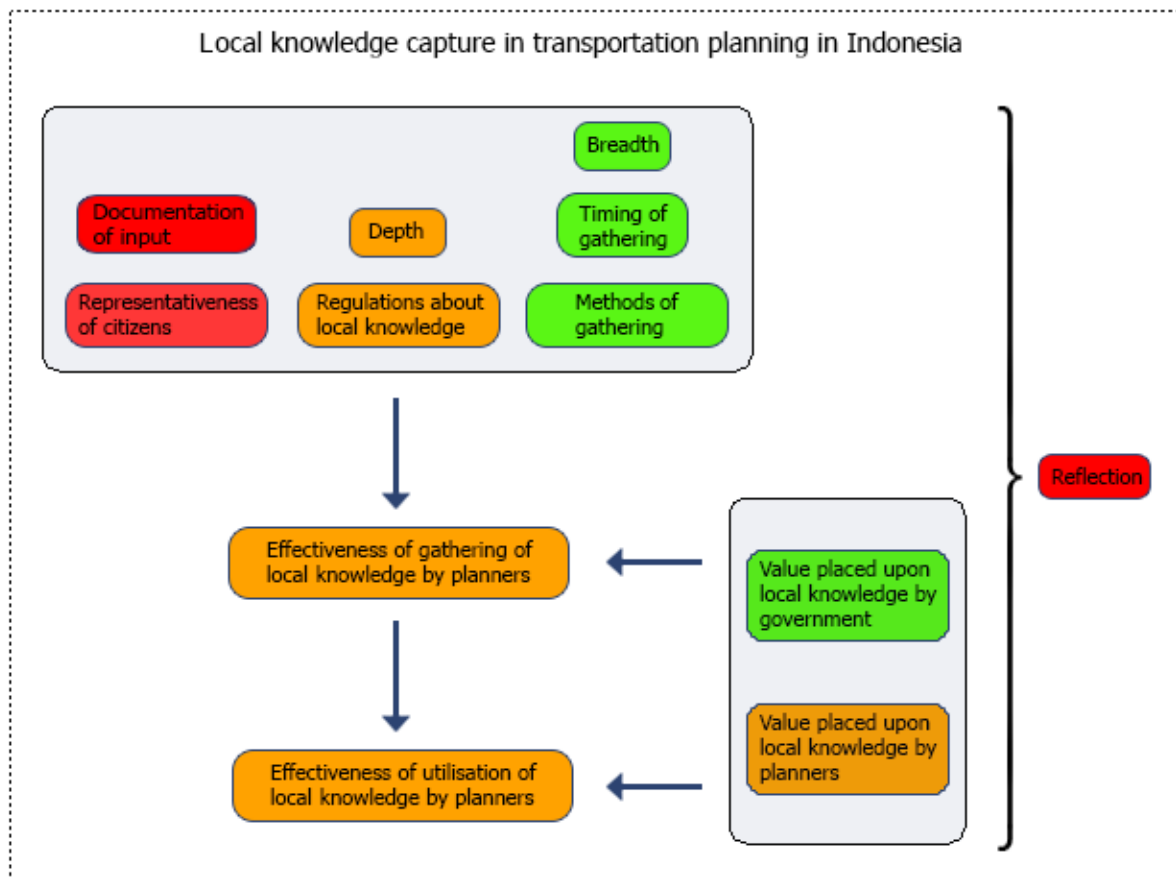 Local knowledge capture in transportation planning in Indonesia
Breadth
Documentation
of input
Depth
Timing of
gathering
Representativeness
of citizens
Regulations about
local knowledge
Methods of
gathering
Reflection
Effectiveness of gathering of
local knowledge by planners
Value placed upon
local knowledge by
government
Value placed upon
local knowledge by
planners
Effectiveness of utilisation of
local knowledge by planners